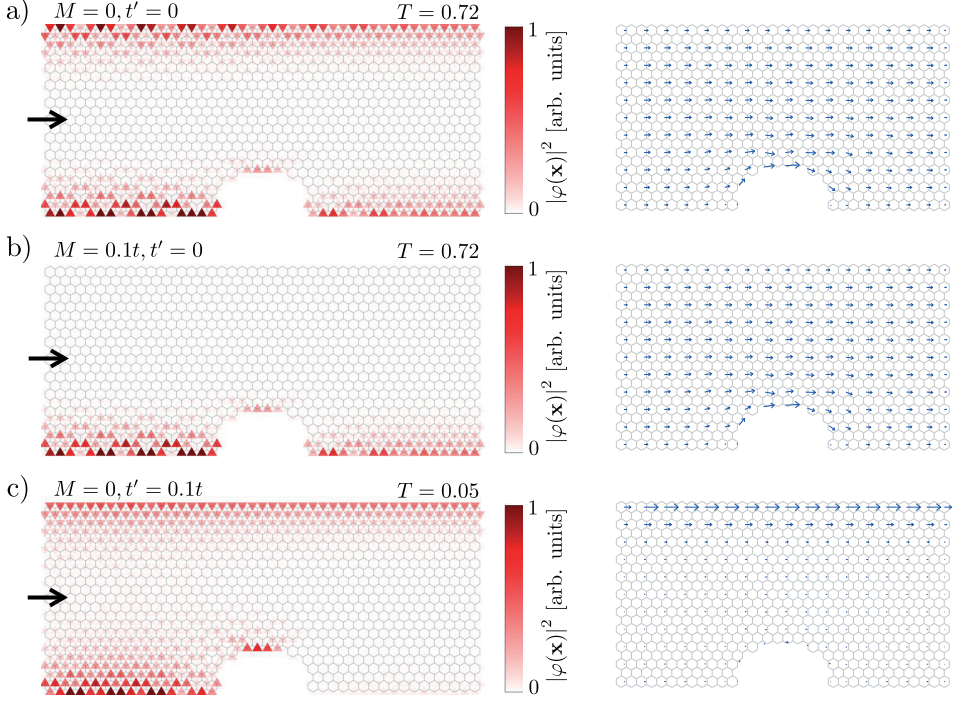 a) M = 0, t′ = 0 T = 0.72
1
|φ(x)|² [arb. units]
0
b) M = 0.1t, t′ = 0 T = 0.72
1
|φ(x)|² [arb. units]
0
c) M = 0, t′ = 0.1t T = 0.05
1
|φ(x)|² [arb. units]
0